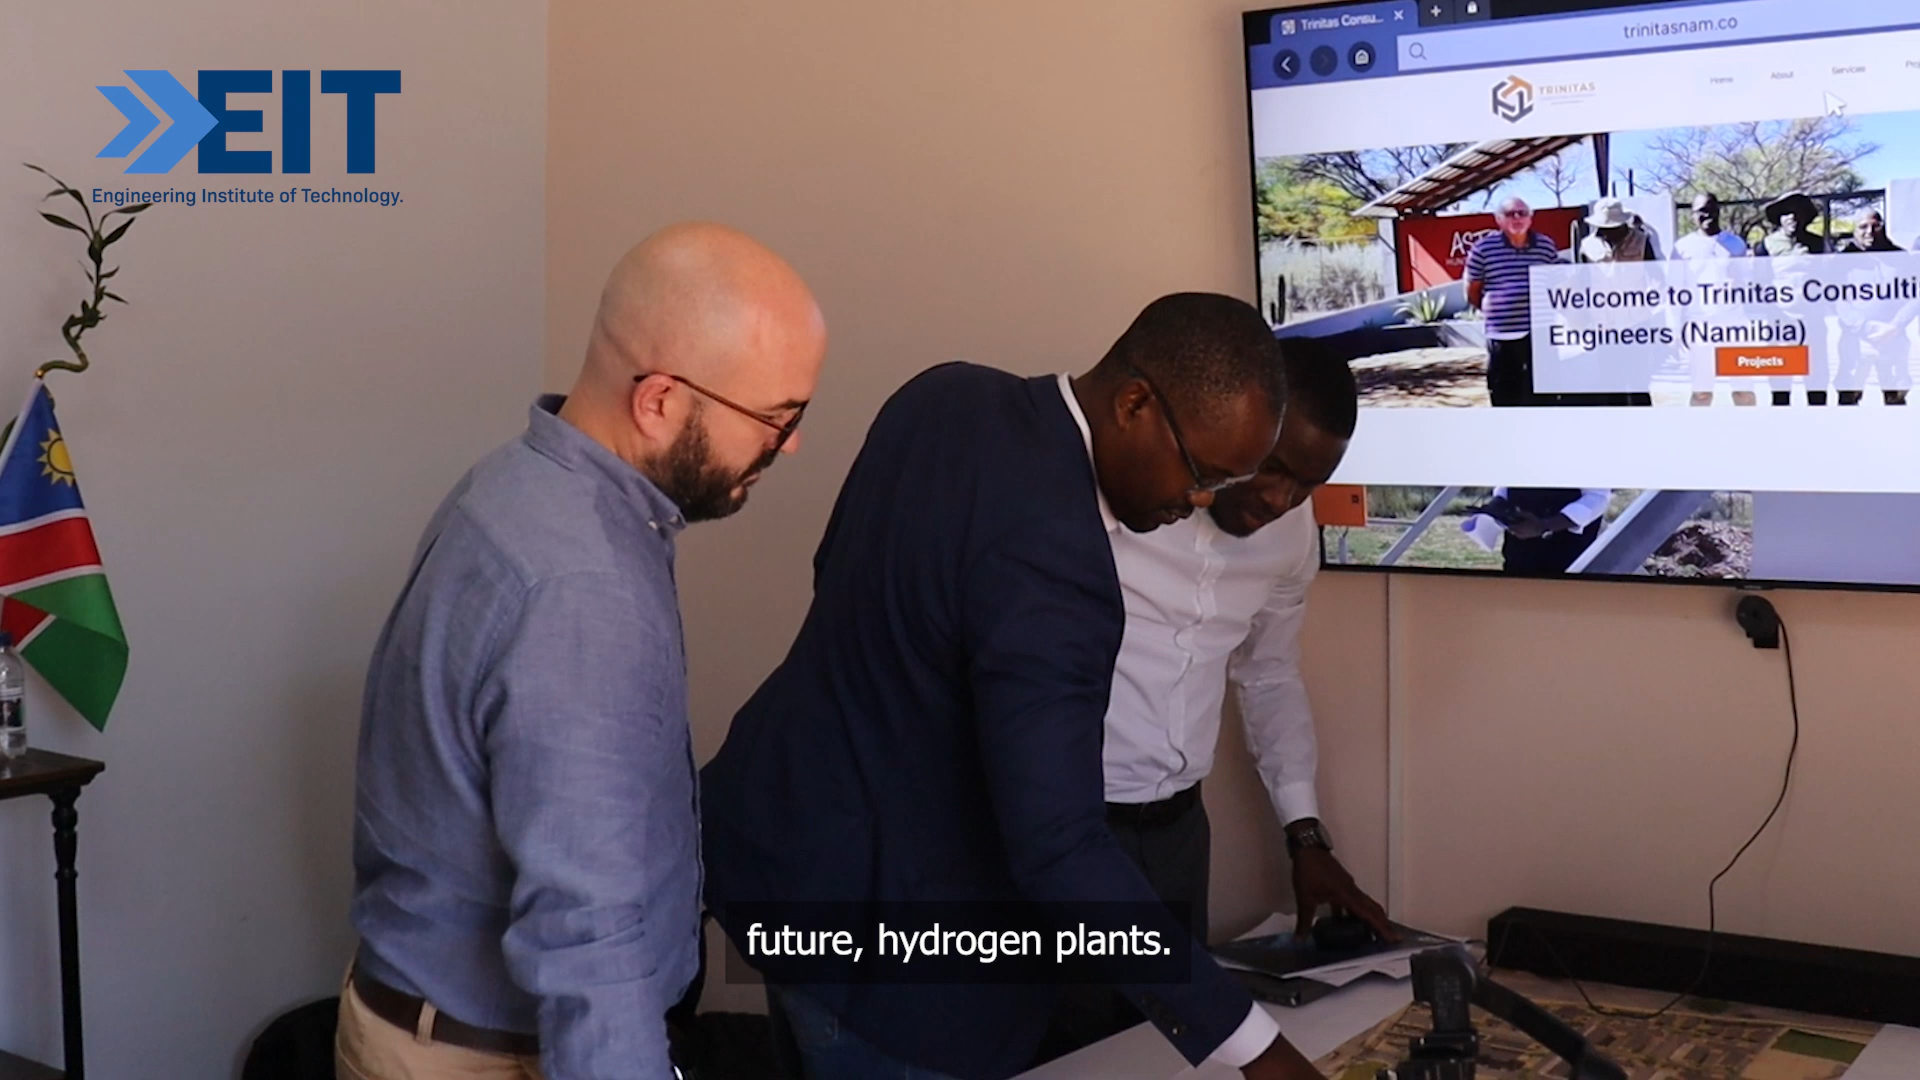 EIT
Engineering Institute of Technology.
Trinitas Consu...
trinitasnam.co
TRINITAS
Home
About
Services
Welcome to Trinitas Consulti
Engineers (Namibia)
Projects
future, hydrogen plants.